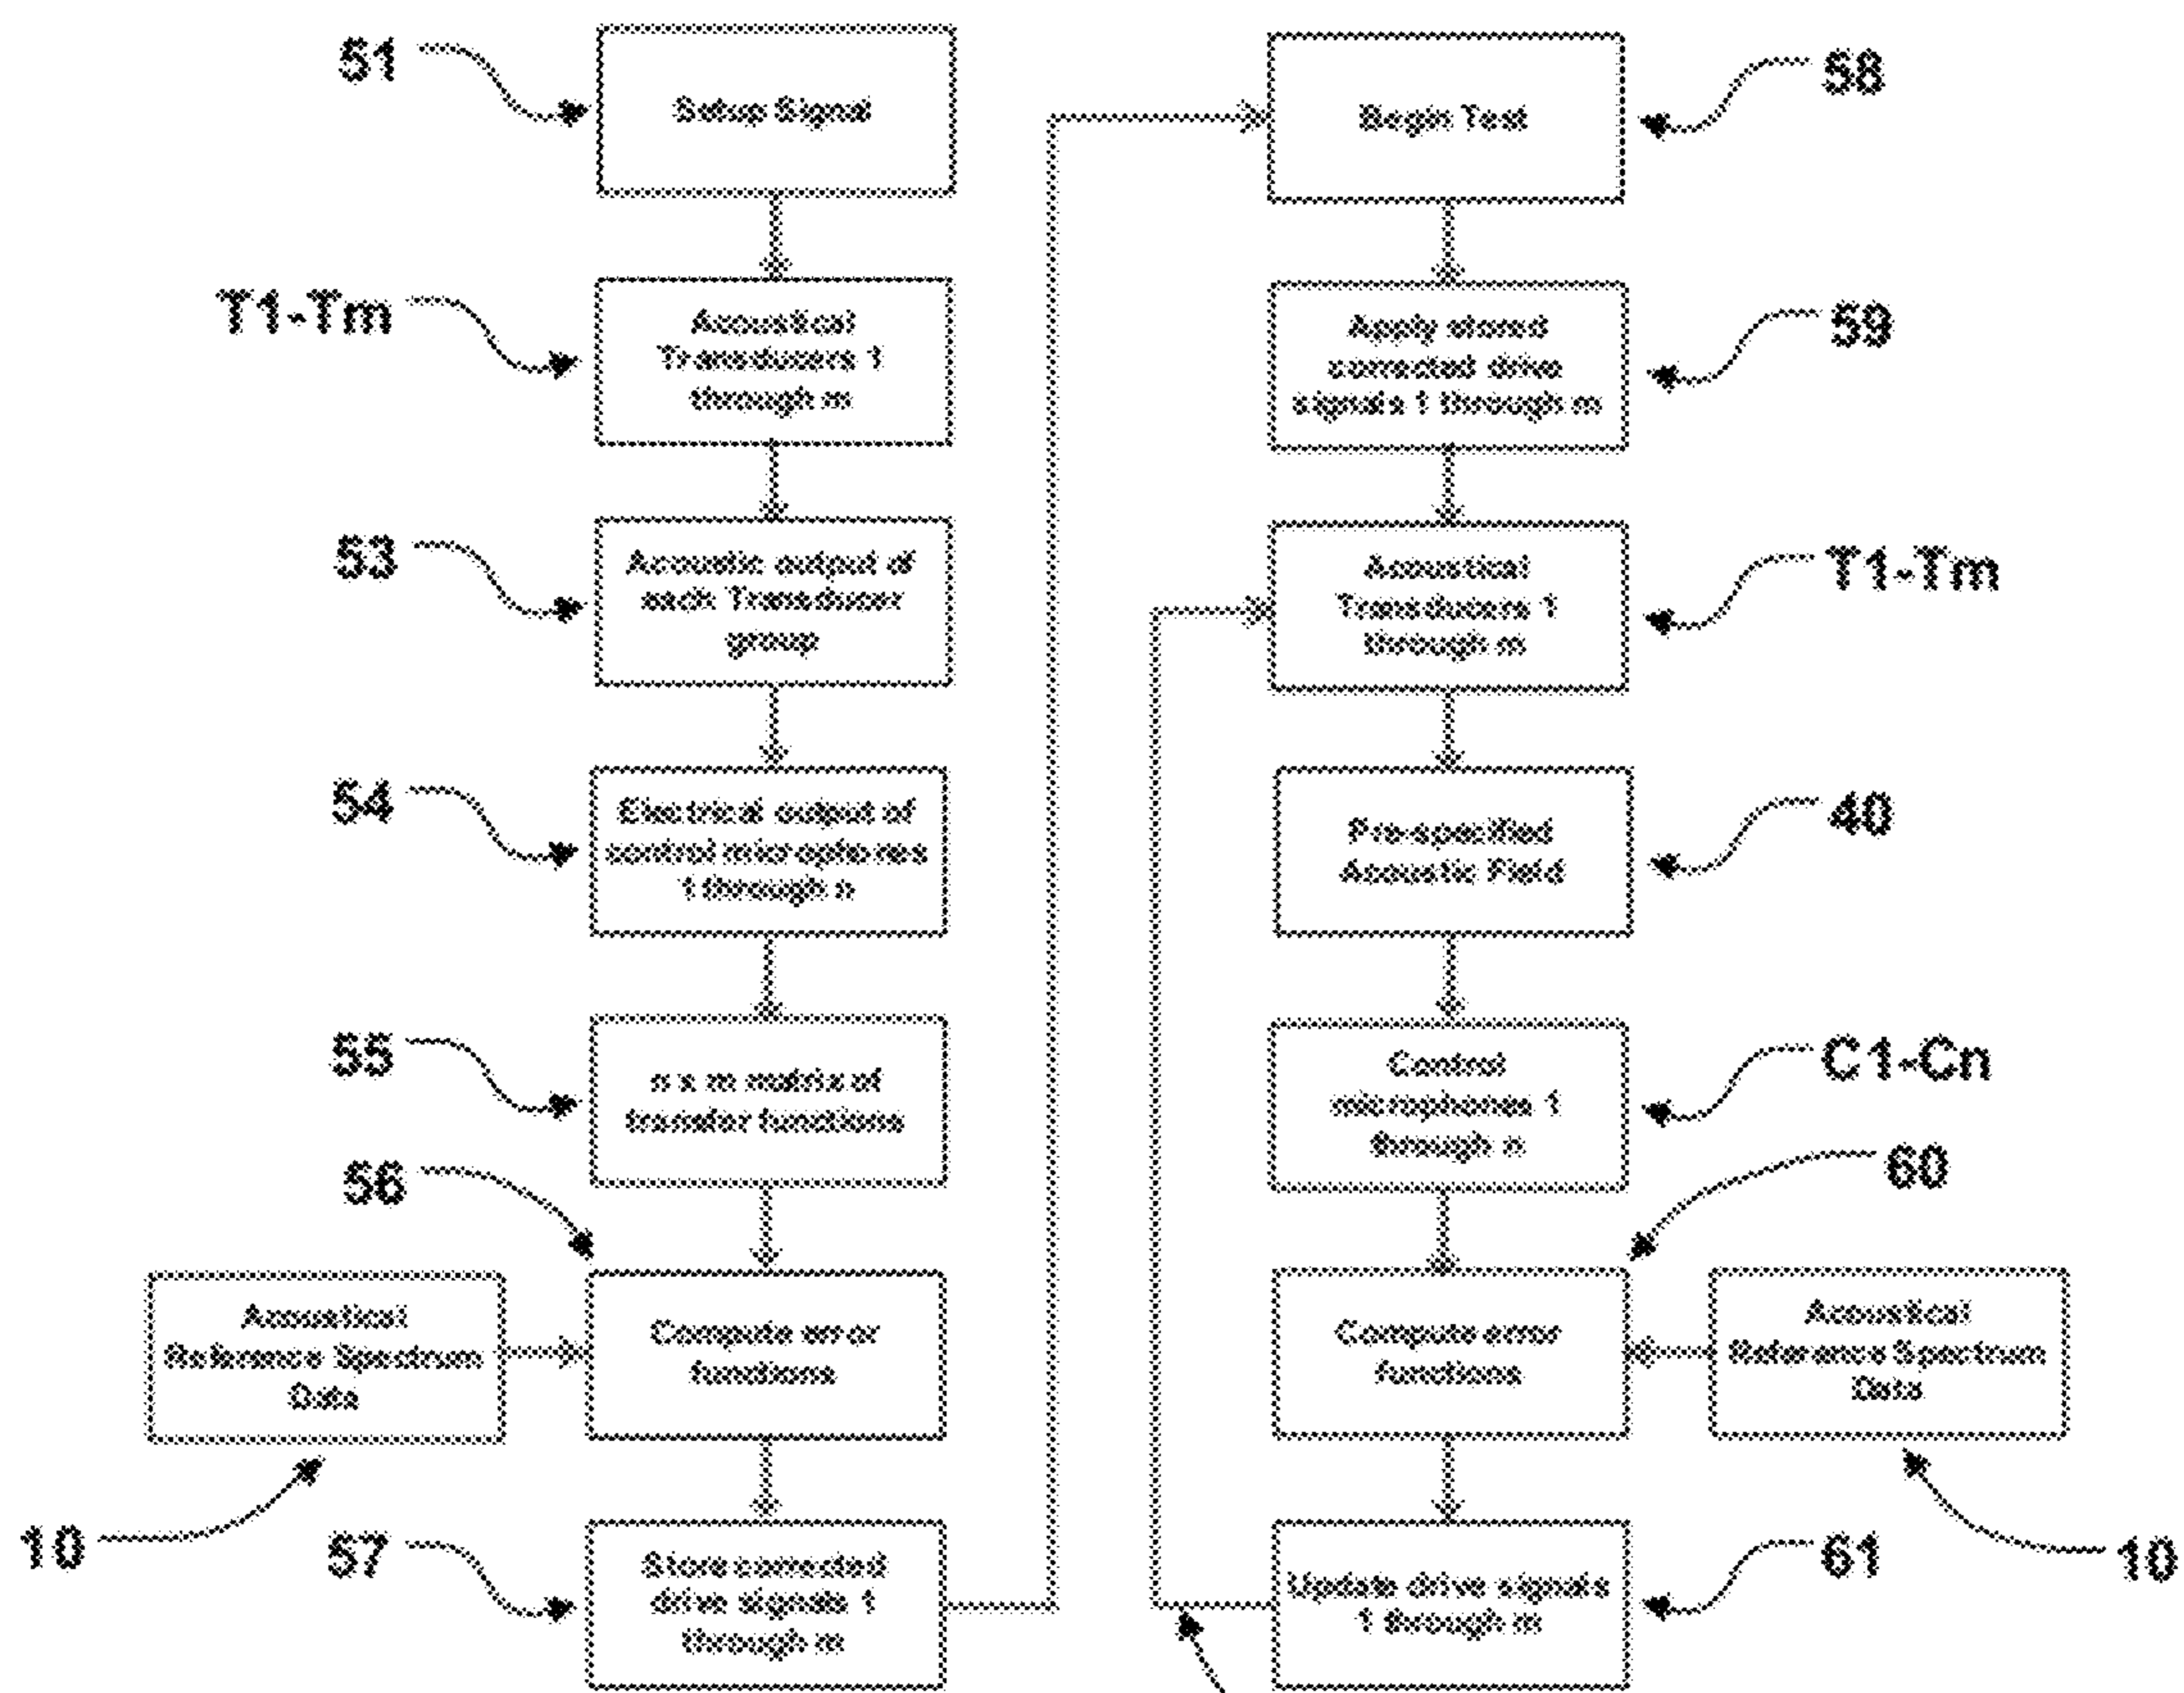 51
Setup Signal
T1-Tm
Acoustical
Transducers 1
through m
53
Acoustic output of
each Transducer
group
54
Electrical output of
control microphones
1 through n
55
n x m matrix of
transfer functions
56
Acoustical
Reference Spectrum
Data
10
Compute error
functions
57
Store corrected
drive signals 1
through m
Begin Test
58
Apply stored
corrected drive
signals 1 through m
59
Acoustical
Transducers 1
through m
T1-Tm
Pre-specified
Acoustic Field
40
Control
microphones 1
through n
C1-Cn
60
Compute error
functions
Acoustical
Reference Spectrum
Data
10
Update drive signals
1 through m
61